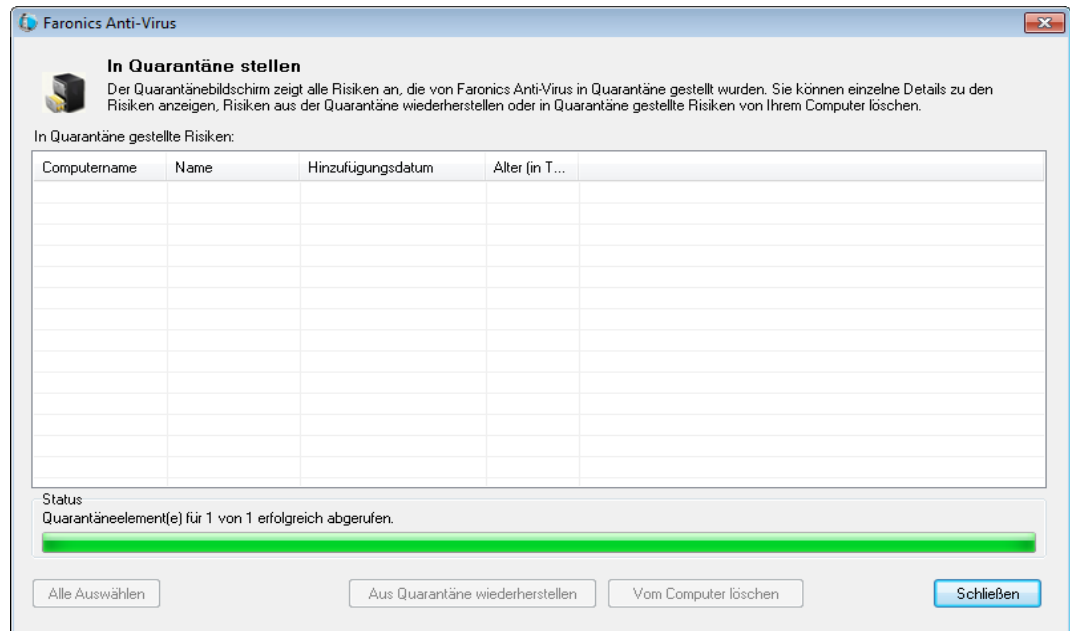 Faronics Anti-Virus
In Quarantäne stellen
Der Quarantänebildschirm zeigt alle Risiken an, die von Faronics Anti-Virus in Quarantäne gestellt wurden. Sie können einzelne Details zu den
Risiken anzeigen, Risiken aus der Quarantäne wiederherstellen oder in Quarantäne gestellte Risiken von Ihrem Computer löschen.
In Quarantäne gestellte Risiken:
Computername Name Hinzufügungsdatum Alter (in T...
Status
Quarantäneelement(e) für 1 von 1 erfolgreich abgerufen.
Alle Auswählen Aus Quarantäne wiederherstellen Vom Computer löschen Schließen